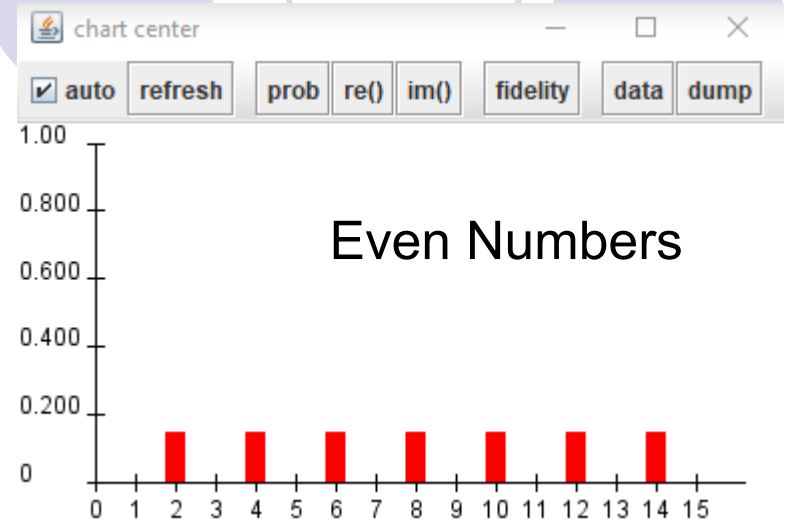 chart center
auto refresh prob re() im() fidelity data dump
1.00
0.800
Even Numbers
0.600
0.400
0.200
0
0 1 2 3 4 5 6 7 8 9 10 11 12 13 14 15